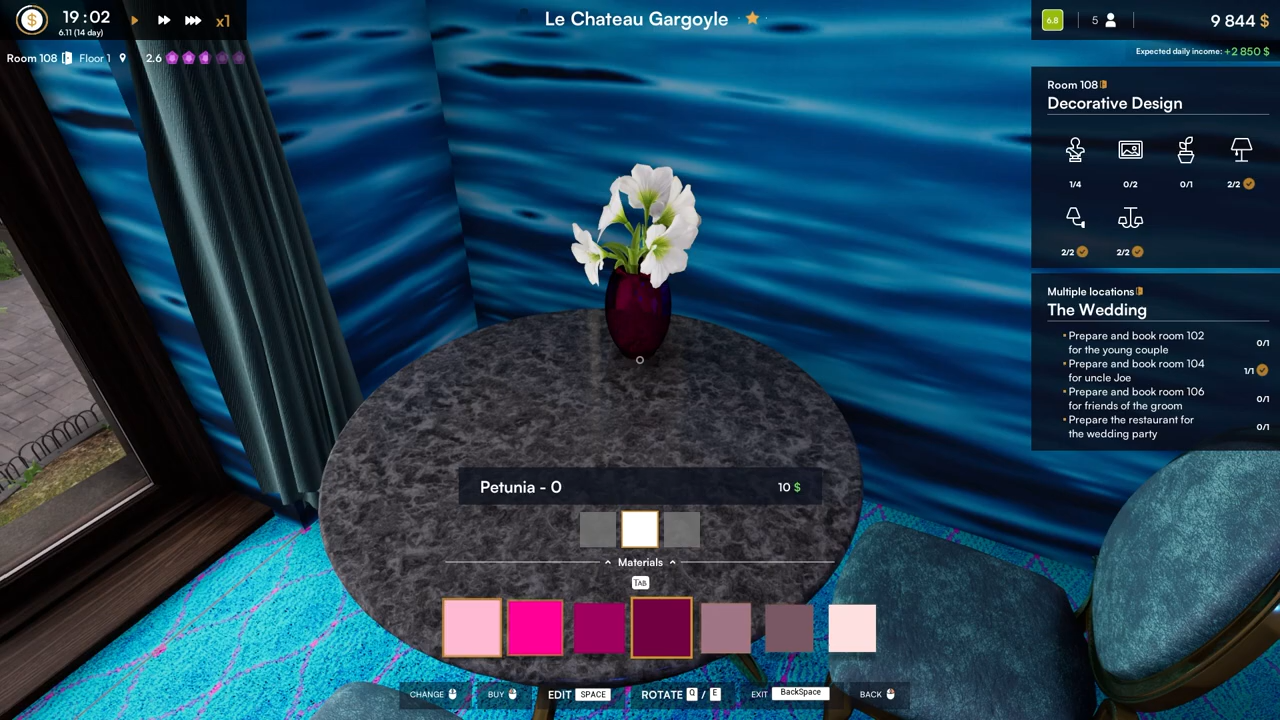 19:02
6.11 (14 day)
x1
Le Chateau Gargoyle
6.8
5
9 844 $
Expected daily income: +2 850 $
Room 108
Floor 1
2.6
Room 108
Decorative Design
1/4
0/2
0/1
2/2
2/2
2/2
Multiple locations
The Wedding
Prepare and book room 102
for the young couple
0/1
Prepare and book room 104
for uncle Joe
1/1
Prepare and book room 106
for friends of the groom
0/1
Prepare the restaurant for
the wedding party
0/1
Petunia - 0
10 $
Materials
TAB
CHANGE
BUY
EDIT SPACE
ROTATE Q / E
EXIT BackSpace
BACK